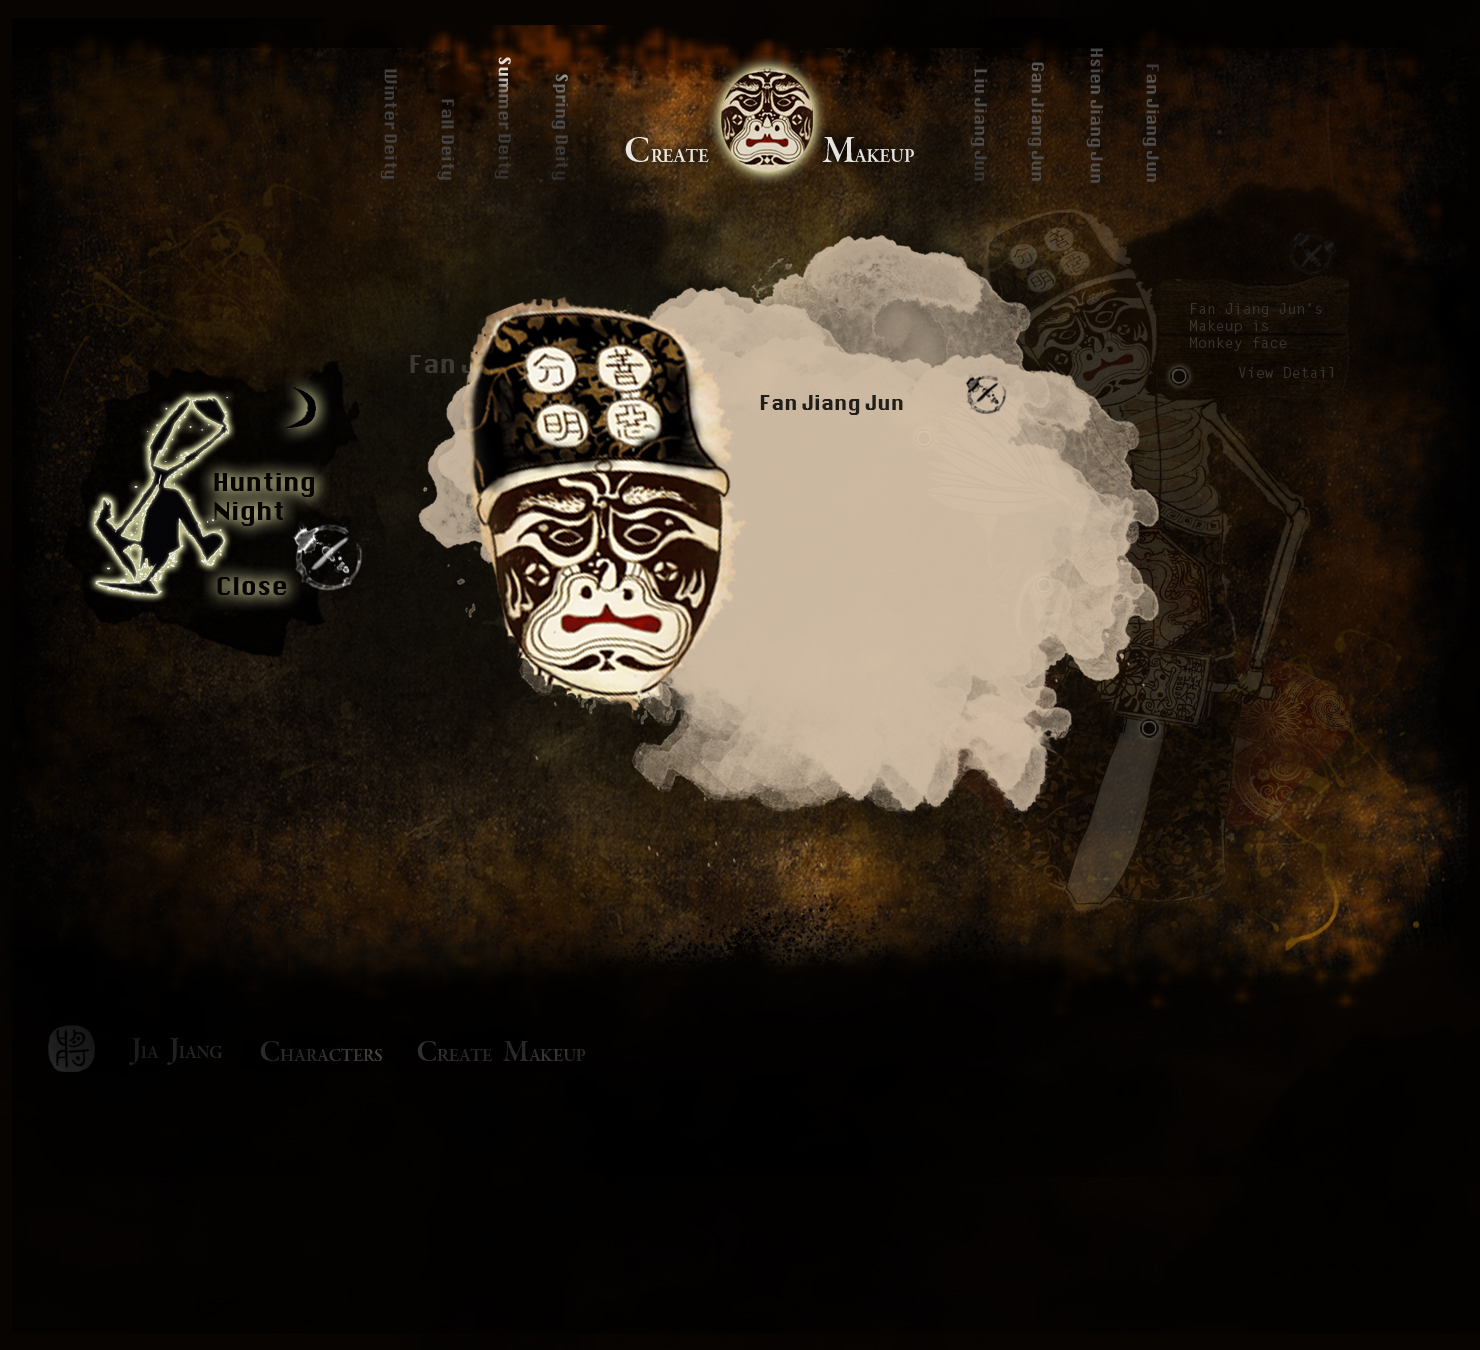 Winter Deity
Fall Deity
Summer Deity
Spring Deity
Create Makeup
Liu Jiang Jun
Gan Jiang Jun
Hsien Jiang Jun
Fan Jiang Jun
Fan Jiang Jun's
Makeup is
Monkey face
View Detail
Fan J
分 善
明 惡
Fan Jiang Jun
Hunting
Night
Close
Jia Jiang
Characters
Create Makeup